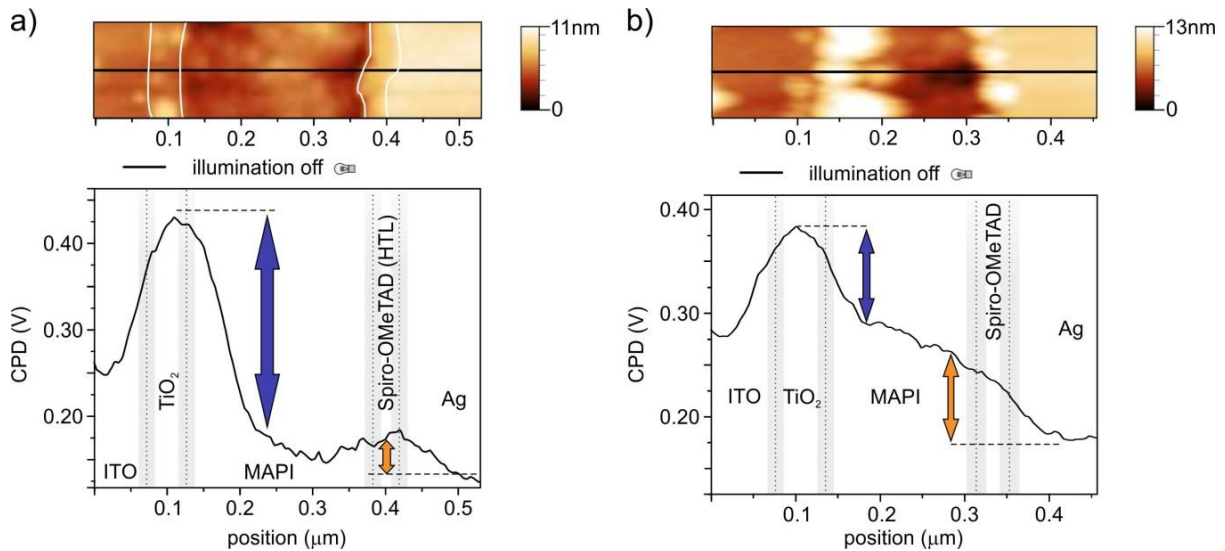 a)
11nm
0
0.1 0.2 0.3 0.4 0.5
illumination off
0.40
0.30
0.20
CPD (V)
ITO
TiO2
MAPI
Spiro-OMeTAD (HTL)
Ag
0.1 0.2 0.3 0.4 0.5
position (μm)
b)
13nm
0
0.1 0.2 0.3 0.4
illumination off
0.40
0.30
0.20
CPD (V)
ITO
TiO2
MAPI
Spiro-OMeTAD
Ag
0.1 0.2 0.3 0.4
position (μm)